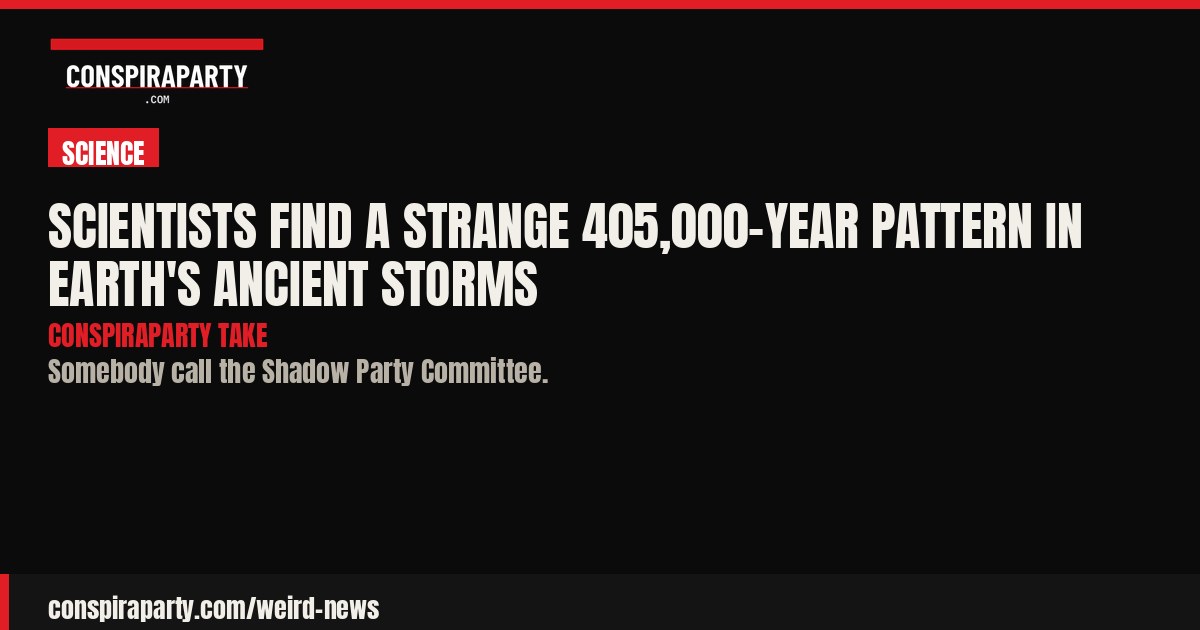 CONSPIRAPARTY
.COM
SCIENCE
SCIENTISTS FIND A STRANGE 405,000-YEAR PATTERN IN
EARTH'S ANCIENT STORMS
CONSPIRAPARTY TAKE
Somebody call the Shadow Party Committee.
conspiraparty.com/weird-news